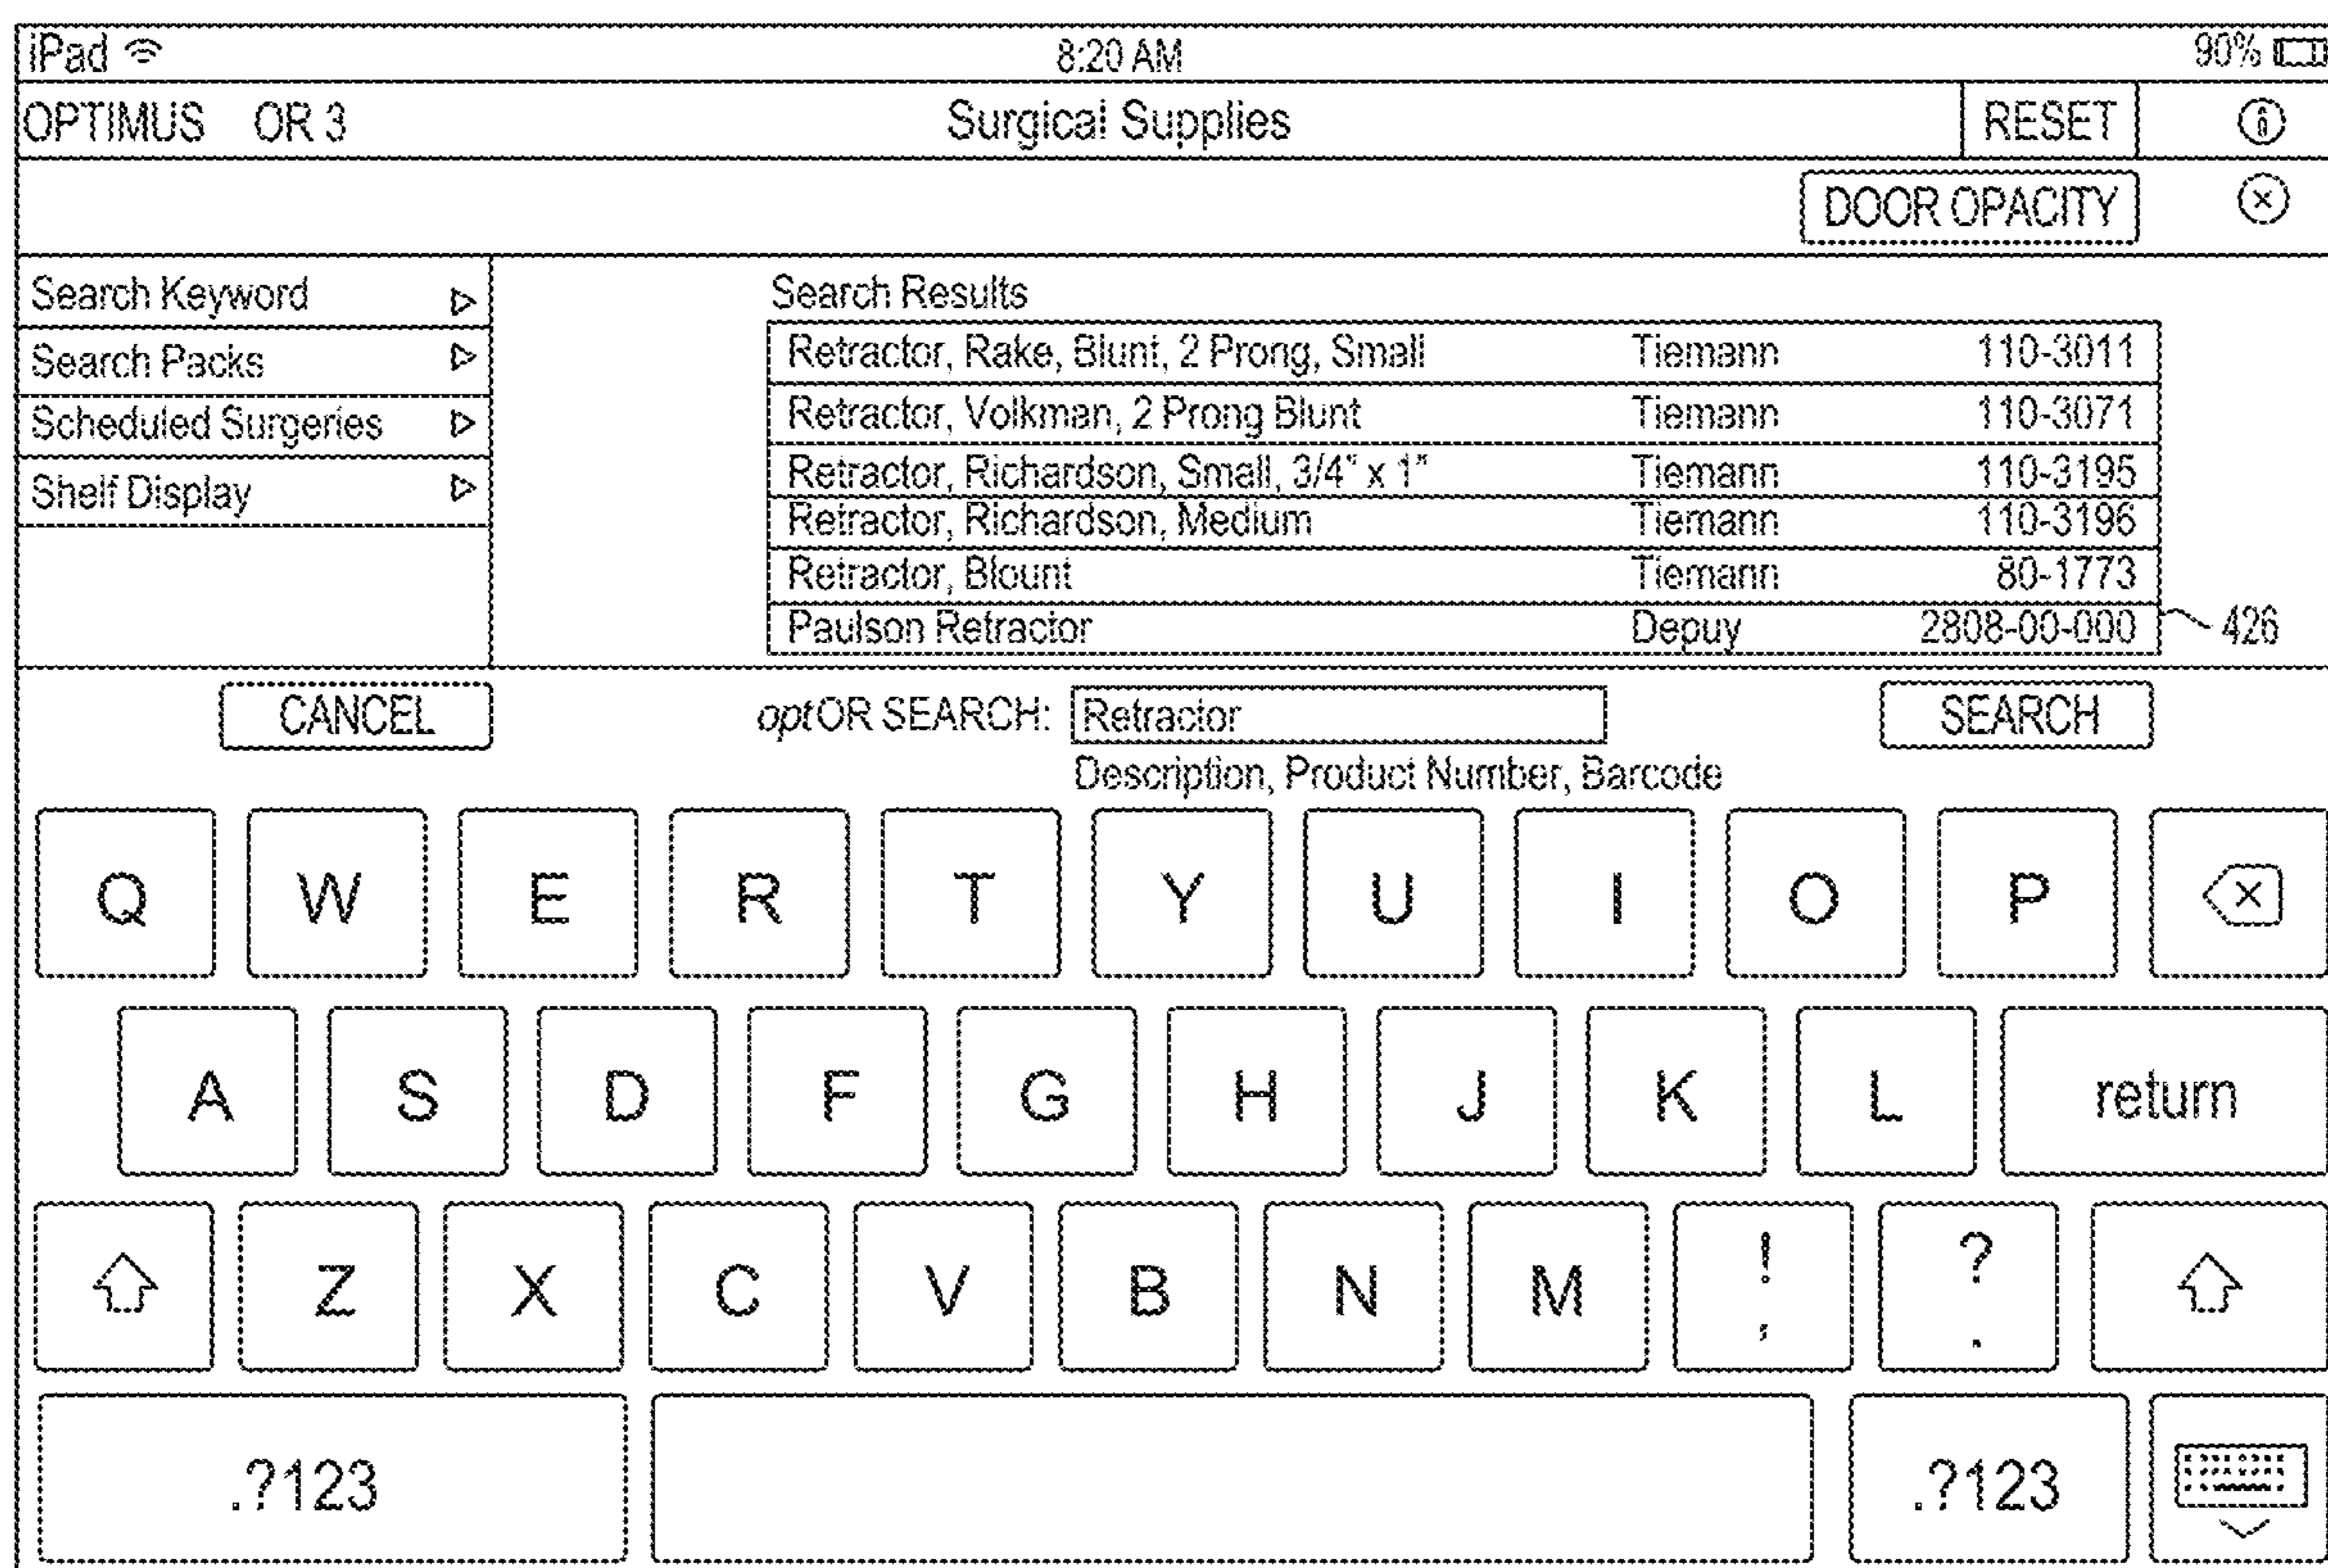 iPad 8:20 AM 90%
OPTIMUS OR 3 Surgical Supplies RESET
DOOR OPACITY
Search Keyword
Search Packs
Scheduled Surgeries
Shelf Display
Search Results
Retractor, Rake, Blunt, 2 Prong, Small Tiemann 110-3011
Retractor, Volkman, 2 Prong Blunt Tiemann 110-3071
Retractor, Richardson, Small, 3/4" x 1" Tiemann 110-3195
Retractor, Richardson, Medium Tiemann 110-3196
Retractor, Blount Tiemann 80-1773
Paulson Retractor Depuy 2808-00-000
426
CANCEL optOR SEARCH: Retractor SEARCH
Description, Product Number, Barcode
Q W E R T Y U I O P
A S D F G H J K L return
Z X C V B N M ! , ? .
.?123 .?123